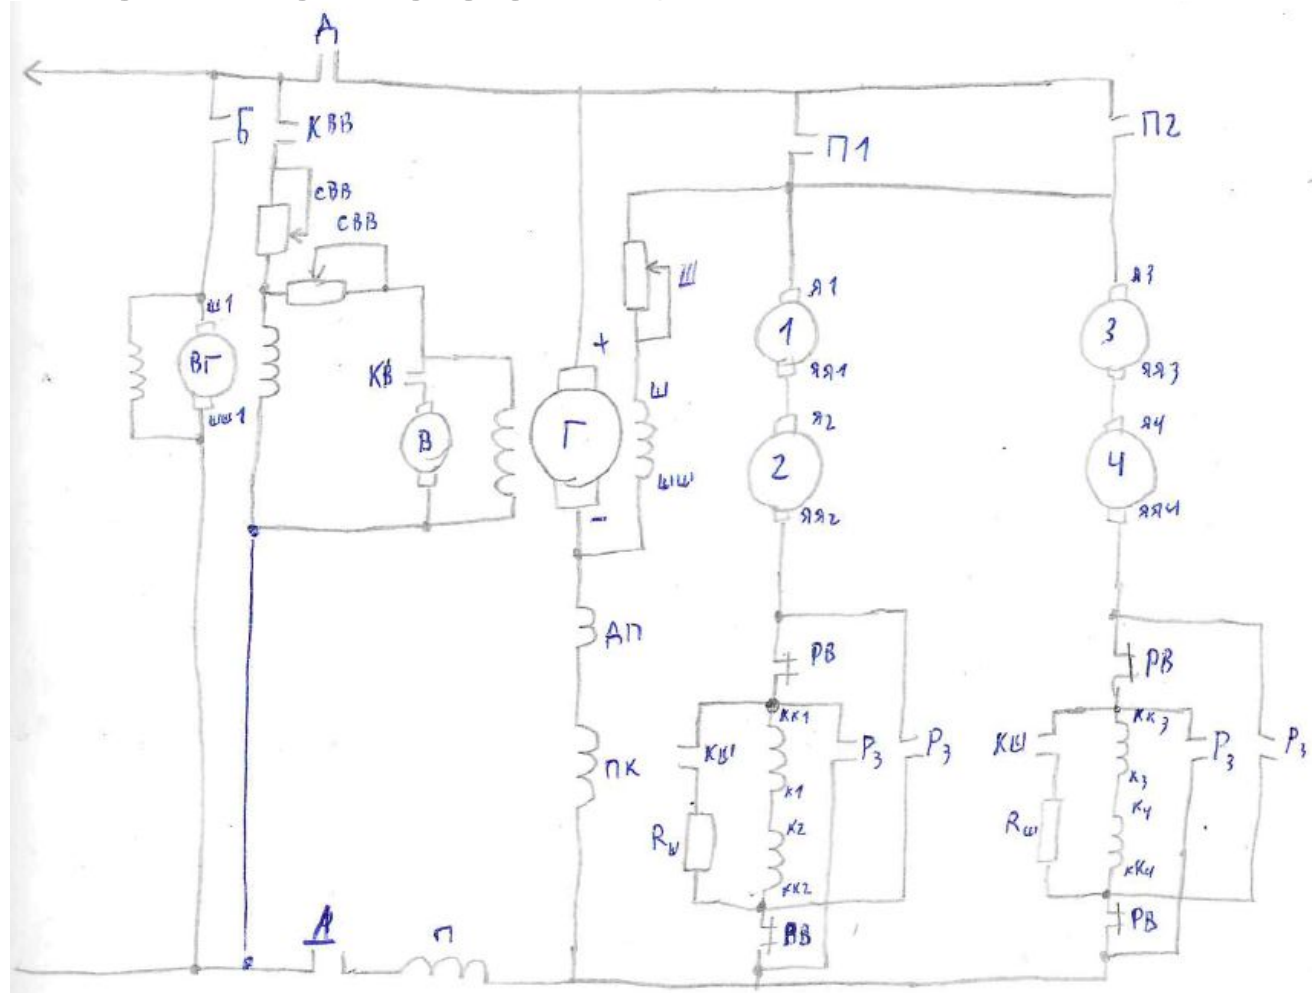 Д
Б
КВВ
П1
П2
СВВ
СВВ
Ш
Ш1
ВГ
ШШ1
КВ
В
+
Г
-
Ш
ШШ
Я1
1
ЯЯ1
Я2
2
ЯЯ2
Я3
3
ЯЯ3
Я4
4
ЯЯ4
ДП
ПК
РВ
КК1
КШ
К1
К2
Rш
КК2
Р3
Р3
РВ
КК3
КШ
К3
К4
Rш
КК4
Р3
Р3
РВ
Д
П